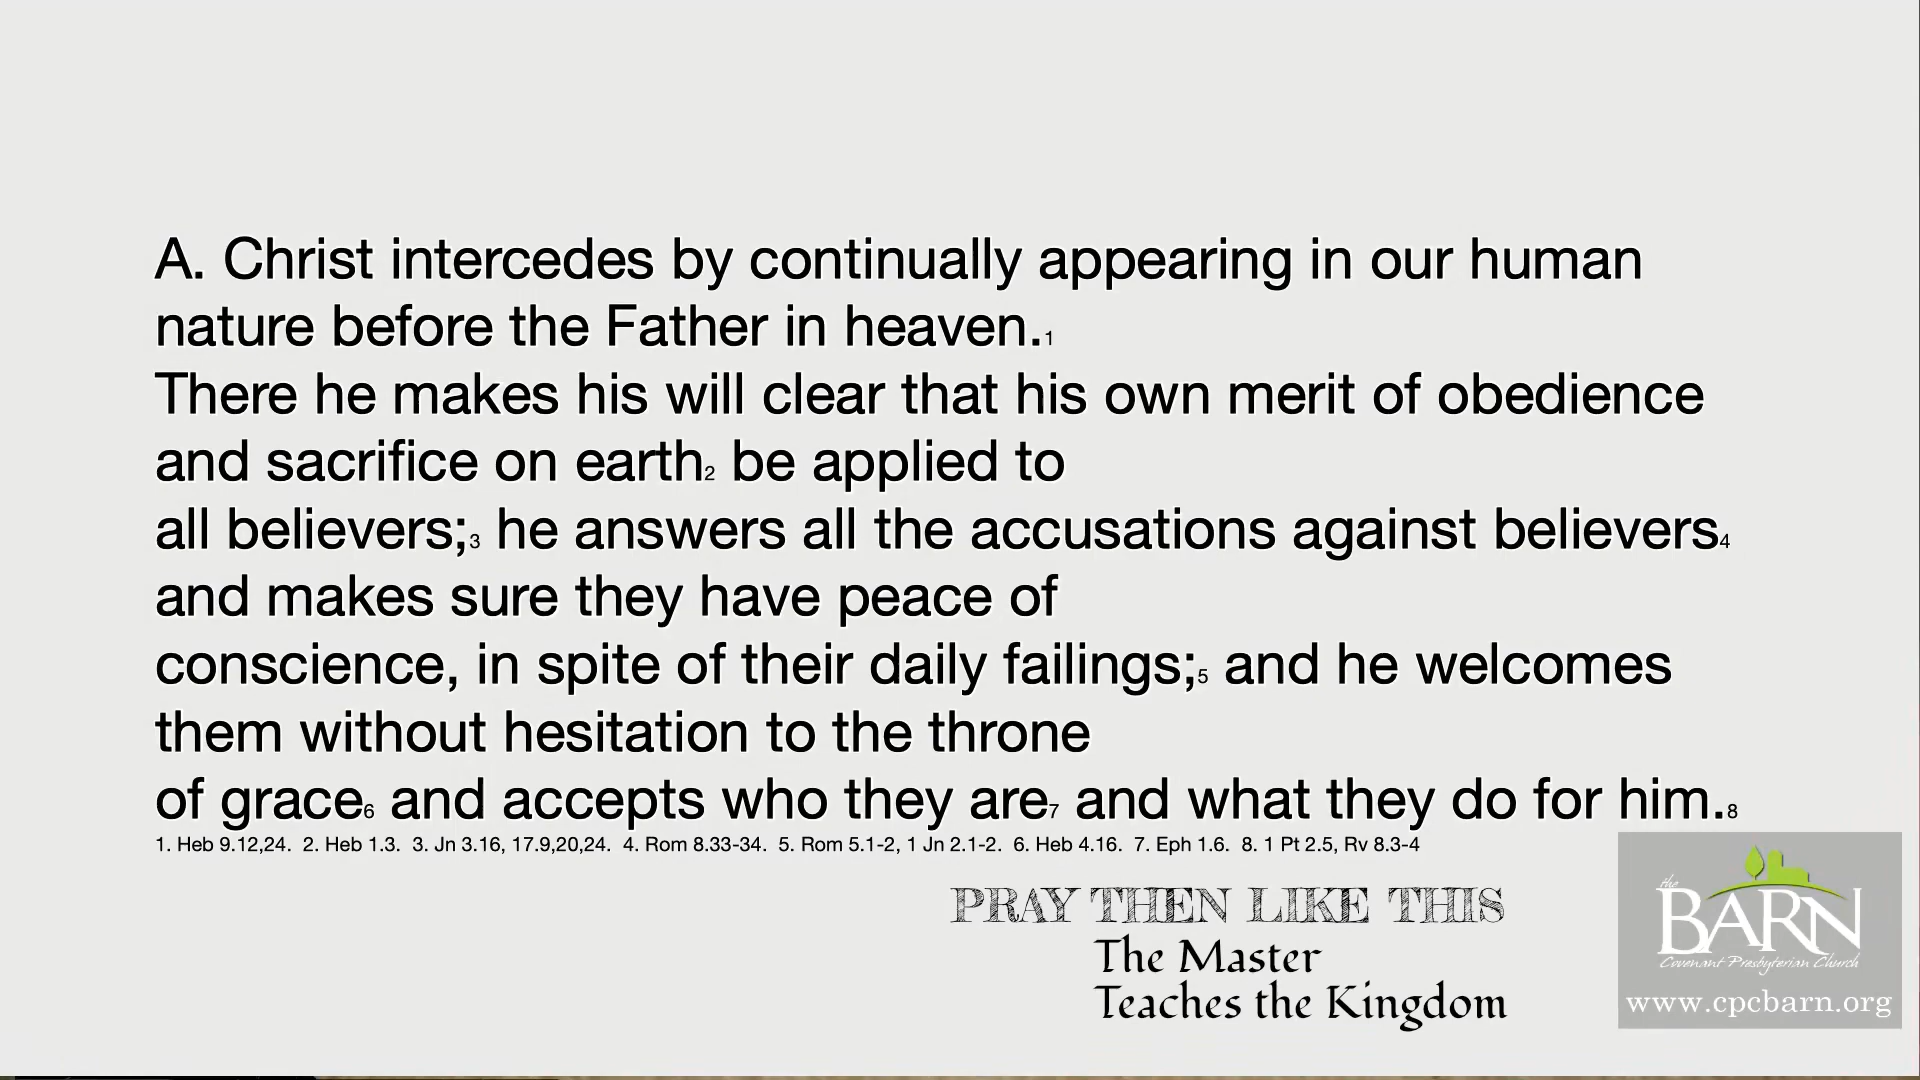 A. Christ intercedes by continually appearing in our human
nature before the Father in heaven.1
There he makes his will clear that his own merit of obedience
and sacrifice on earth2 be applied to
all believers;3 he answers all the accusations against believers4
and makes sure they have peace of
conscience, in spite of their daily failings;5 and he welcomes
them without hesitation to the throne
of grace6 and accepts who they are7 and what they do for him.8
1. Heb 9.12,24.  2. Heb 1.3.  3. Jn 3.16, 17.9,20,24.  4. Rom 8.33-34.  5. Rom 5.1-2, 1 Jn 2.1-2.  6. Heb 4.16.  7. Eph 1.6.  8. 1 Pt 2.5, Rv 8.3-4
PRAY THEN LIKE THIS
The Master
Teaches the Kingdom
the
BARN
Covenant Presbyterian Church
www.cpcbarn.org